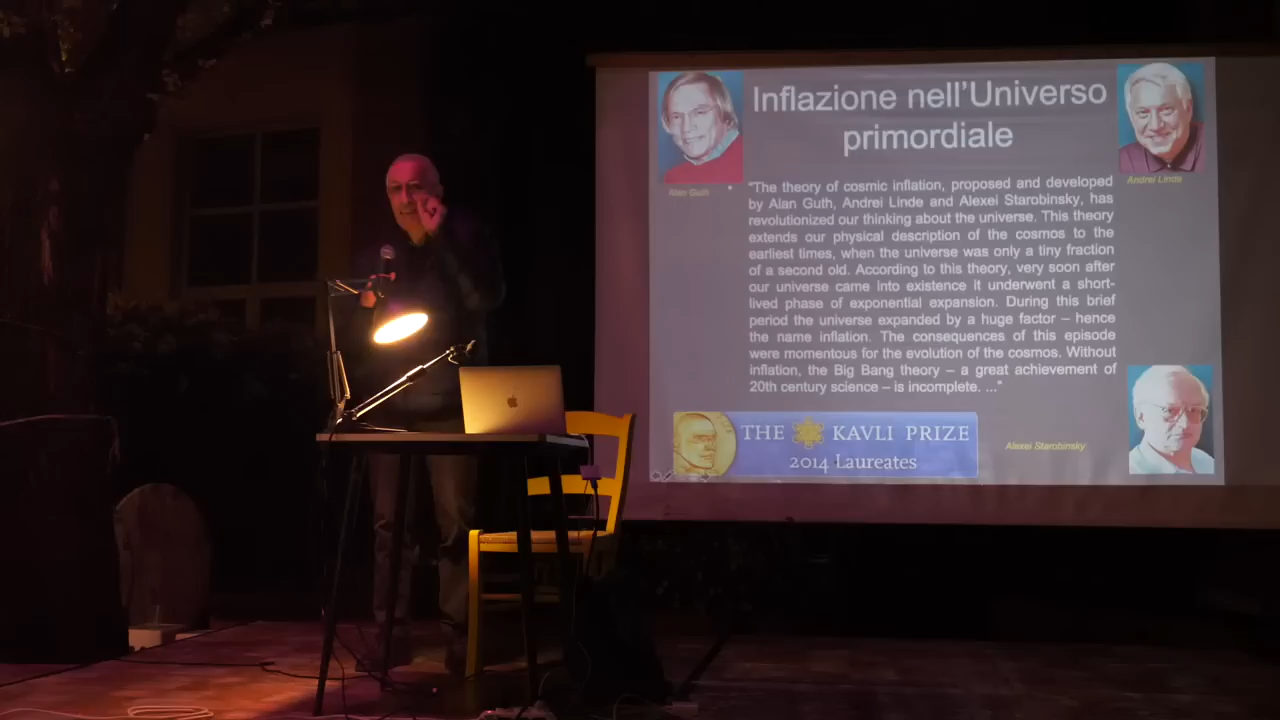 Inflazione nell'Universo
primordiale
Alan Guth
Andrei Linde
• "The theory of cosmic inflation, proposed and developed
by Alan Guth, Andrei Linde and Alexei Starobinsky, has
revolutionized our thinking about the universe. This theory
extends our physical description of the cosmos to the
earliest times, when the universe was only a tiny fraction
of a second old. According to this theory, very soon after
our universe came into existence it underwent a short-
lived phase of exponential expansion. During this brief
period the universe expanded by a huge factor – hence
the name inflation. The consequences of this episode
were momentous for the evolution of the cosmos. Without
inflation, the Big Bang theory – a great achievement of
20th century science – is incomplete. ..."
THE KAVLI PRIZE
2014 Laureates
Alexei Starobinsky